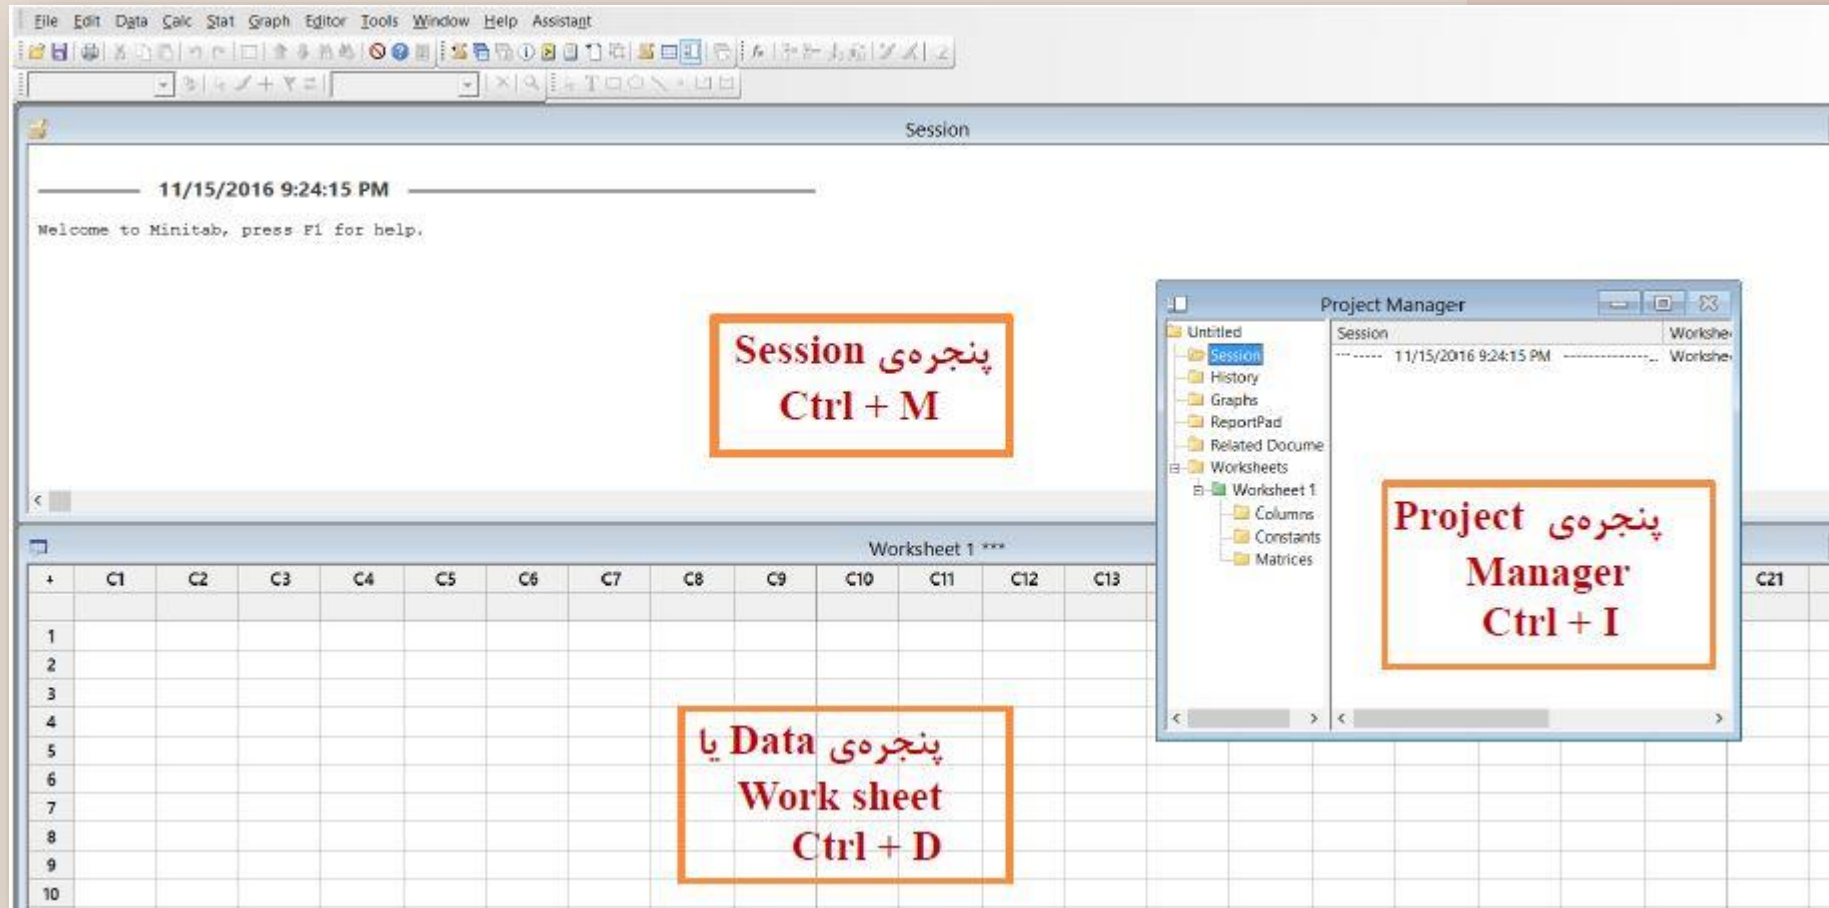 File Edit Data Calc Stat Graph Editor Tools Window Help Assistant
Session
11/15/2016 9:24:15 PM
Welcome to Minitab, press F1 for help.
پنجره‌ی Session
Ctrl + M
Project Manager
Untitled
Session
History
Graphs
ReportPad
Related Docume
Worksheets
Worksheet 1
Columns
Constants
Matrices
Session Workshe
11/15/2016 9:24:15 PM Workshe
پنجره‌ی Project
Manager
Ctrl + I
Worksheet 1 ***
C1 C2 C3 C4 C5 C6 C7 C8 C9 C10 C11 C12 C13 C21
1
2
3
4
5
6
7
8
9
10
پنجره‌ی Data یا
Work sheet
Ctrl + D